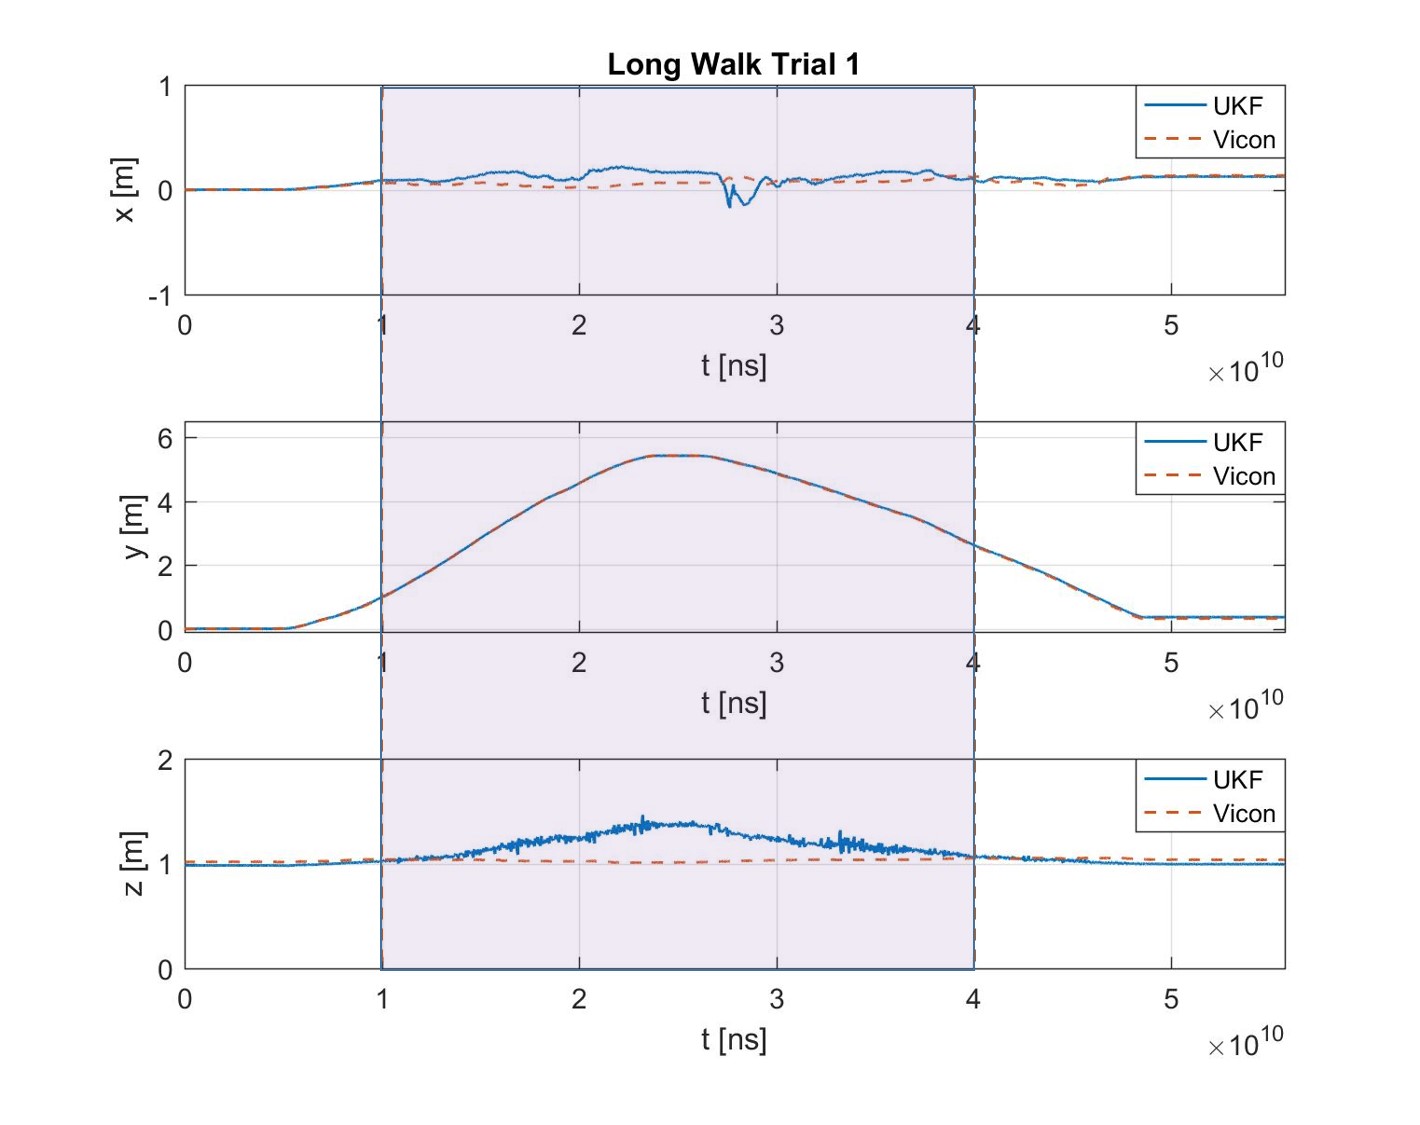 Long Walk Trial 1
1
0
-1
x [m]
UKF
Vicon
0 1 2 3 4 5
t [ns]
×10^10
6
4
2
0
y [m]
UKF
Vicon
0 1 2 3 4 5
t [ns]
×10^10
2
1
0
z [m]
UKF
Vicon
0 1 2 3 4 5
t [ns]
×10^10